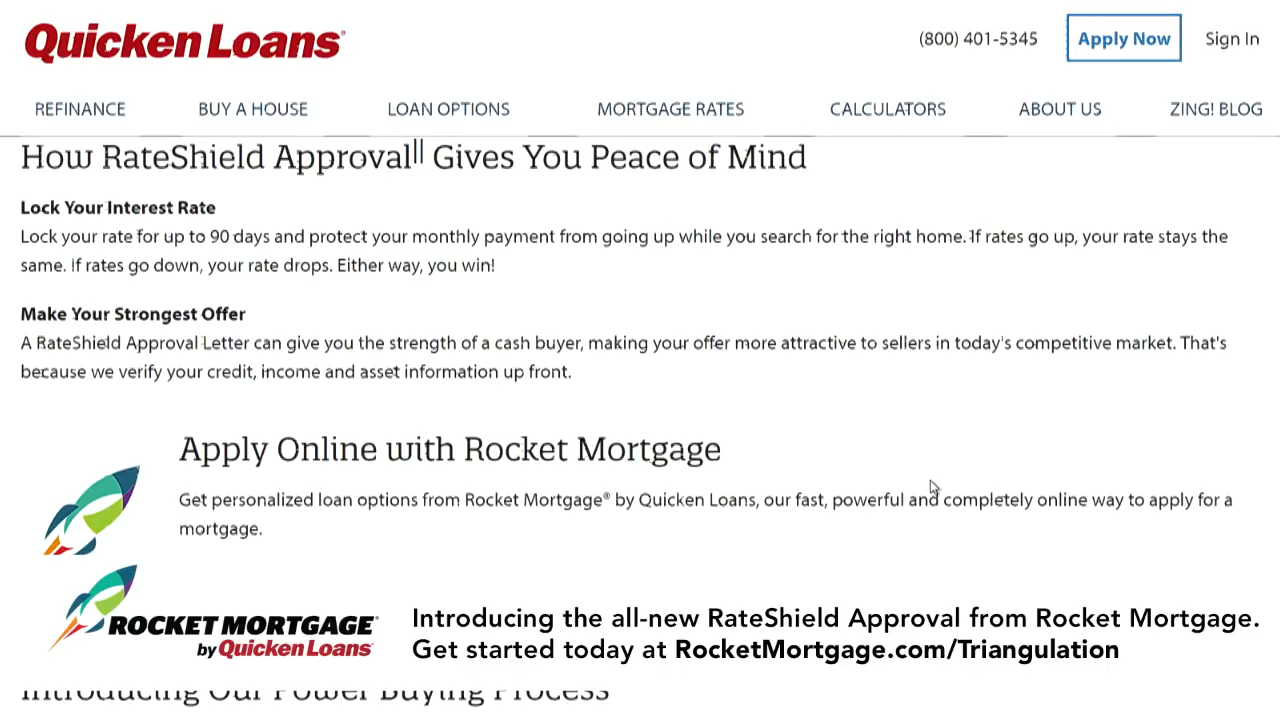 Quicken Loans®
(800) 401-5345
Apply Now
Sign In
REFINANCE
BUY A HOUSE
LOAN OPTIONS
MORTGAGE RATES
CALCULATORS
ABOUT US
ZING! BLOG
How RateShield Approval|| Gives You Peace of Mind
Lock Your Interest Rate
Lock your rate for up to 90 days and protect your monthly payment from going up while you search for the right home. If rates go up, your rate stays the
same. If rates go down, your rate drops. Either way, you win!
Make Your Strongest Offer
A RateShield Approval Letter can give you the strength of a cash buyer, making your offer more attractive to sellers in today's competitive market. That's
because we verify your credit, income and asset information up front.
Apply Online with Rocket Mortgage
Get personalized loan options from Rocket Mortgage® by Quicken Loans, our fast, powerful and completely online way to apply for a
mortgage.
ROCKET MORTGAGE
by Quicken Loans
Introducing the all-new RateShield Approval from Rocket Mortgage.
Get started today at RocketMortgage.com/Triangulation
Introducing Our Power Buying Process